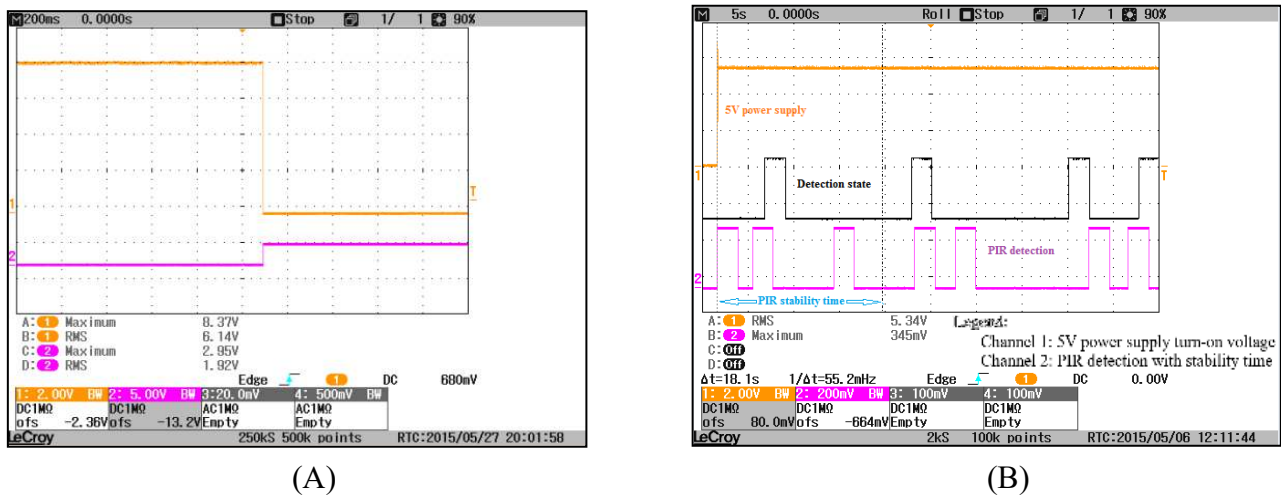 M 200ms 0.0000s Stop 1/ 1 90%
1
T
2
A: 1 Maximum 8.37V
B: 1 RMS 6.14V
C: 2 Maximum 2.95V
D: 2 RMS 1.92V
Edge 1 DC 680mV
1: 2.00V BW 2: 5.00V BW 3:20.0mV 4: 500mV BW
DC1MΩ DC1MΩ AC1MΩ AC1MΩ
ofs -2.36V ofs -13.2V Empty Empty
LeCroy 250kS 500k points RTC:2015/05/27 20:01:58
(A)
M 5s 0.0000s Roll Stop 1/ 1 90%
5V power supply
1
T
Detection state
PIR detection
2
PIR stability time
A: 1 RMS 5.34V
B: 2 Maximum 345mV
C: Off
D: Off
Legend:
Channel 1: 5V power supply turn-on voltage
Channel 2: PIR detection with stability time
Δt=18.1s 1/Δt=55.2mHz Edge 1 DC 0.00V
1: 2.00V BW 2: 200mV BW 3: 100mV 4: 100mV
DC1MΩ DC1MΩ DC1MΩ DC1MΩ
ofs 80.0mV ofs -664mV Empty Empty
LeCroy 2kS 100k points RTC:2015/05/06 12:11:44
(B)